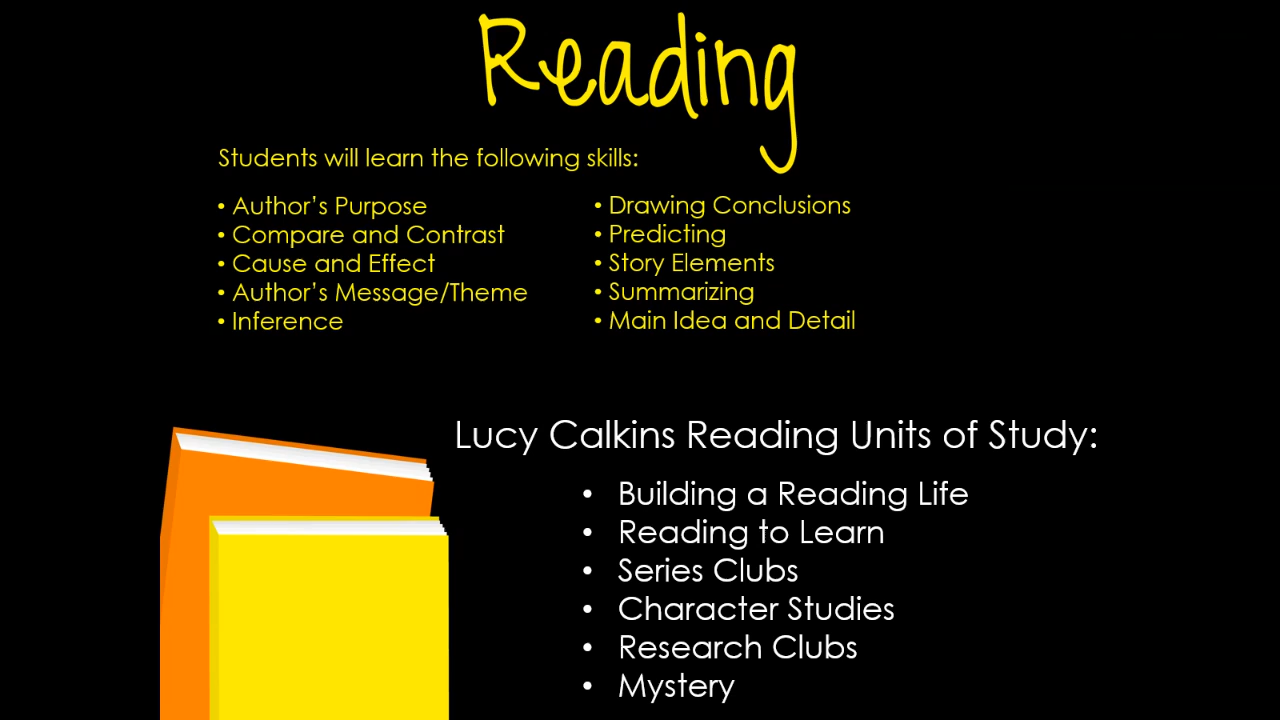 Reading
Students will learn the following skills:
• Author's Purpose
• Compare and Contrast
• Cause and Effect
• Author's Message/Theme
• Inference
• Drawing Conclusions
• Predicting
• Story Elements
• Summarizing
• Main Idea and Detail
Lucy Calkins Reading Units of Study:
• Building a Reading Life
• Reading to Learn
• Series Clubs
• Character Studies
• Research Clubs
• Mystery